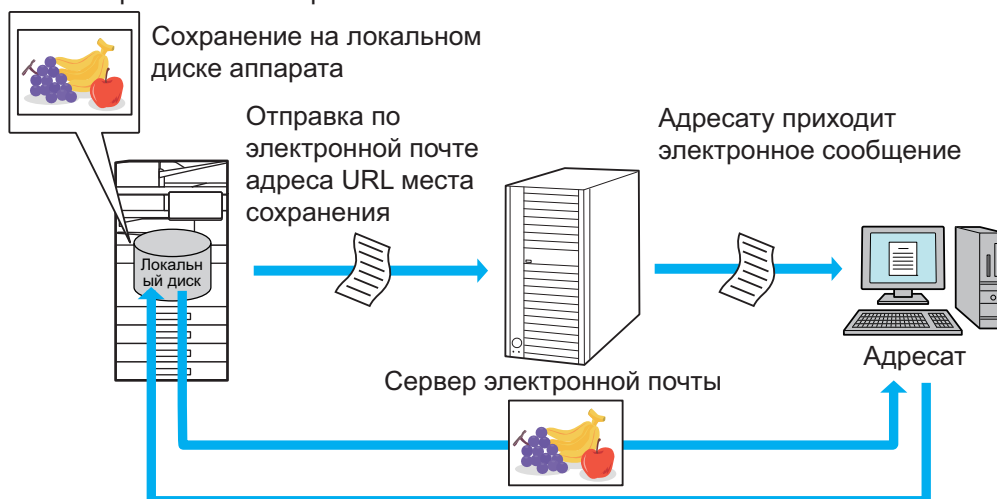 Сохранение на локальном
диске аппарата
Отправка по
электронной почте
адреса URL места
сохранения
Адресату приходит
электронное сообщение
Локальн
ый диск
Адресат
Сервер электронной почты